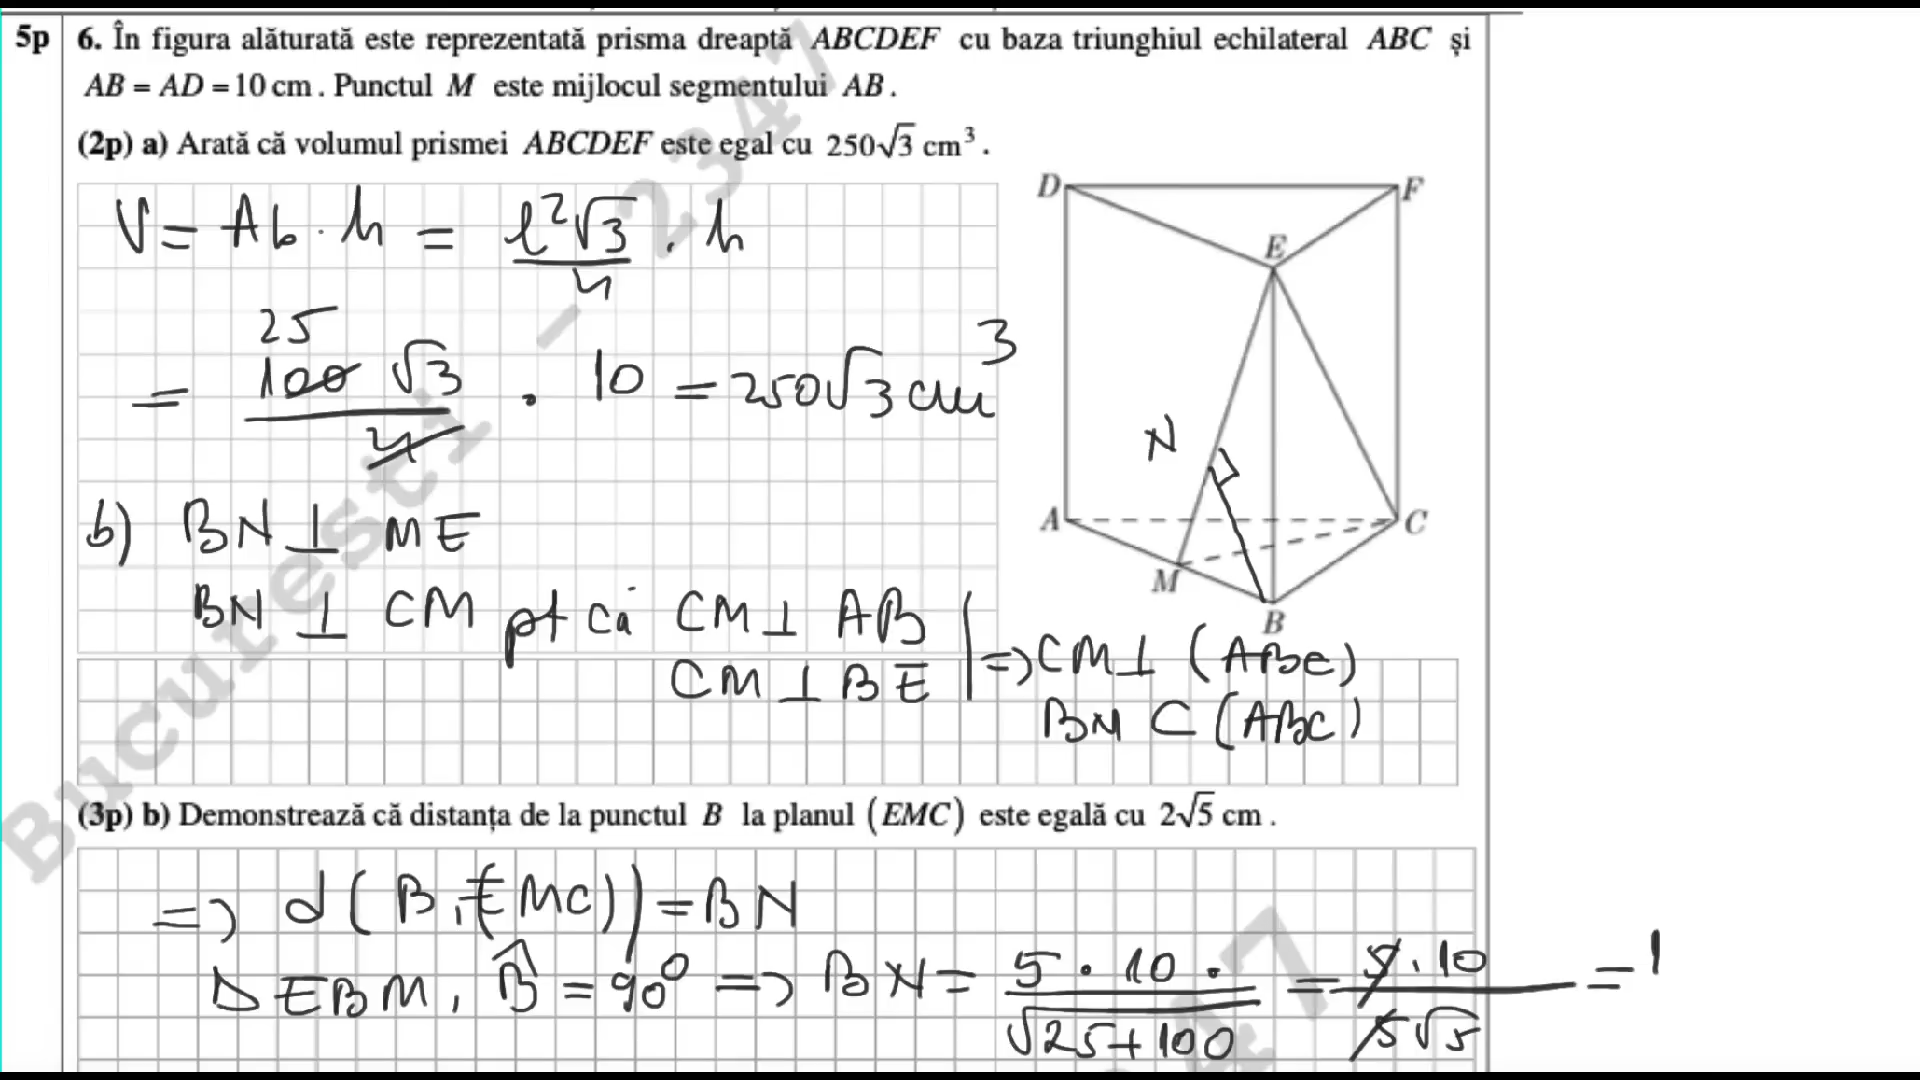 5p 6. În figura alăturată este reprezentată prisma dreaptă ABCDEF cu baza triunghiul echilateral ABC și
AB = AD = 10 cm. Punctul M este mijlocul segmentului AB.
(2p) a) Arată că volumul prismei ABCDEF este egal cu 250√3 cm³.
V = Ab · h = l²√3/4 · h
25
= 100√3/4 · 10 = 250√3 cm³
D
F
E
N
A
C
M
B
b) BN ⊥ ME
BN ⊥ CM pt că CM ⊥ AB
CM ⊥ BE => CM ⊥ (ABE)
BN ⊂ (ABC)
(3p) b) Demonstrează că distanța de la punctul B la planul (EMC) este egală cu 2√5 cm.
=> d(B,(EMC)) = BN
Δ EBM, B̂ = 90° => BN = 5·10·/√25+100 = 5·10/5√5 = 1
București - 2347